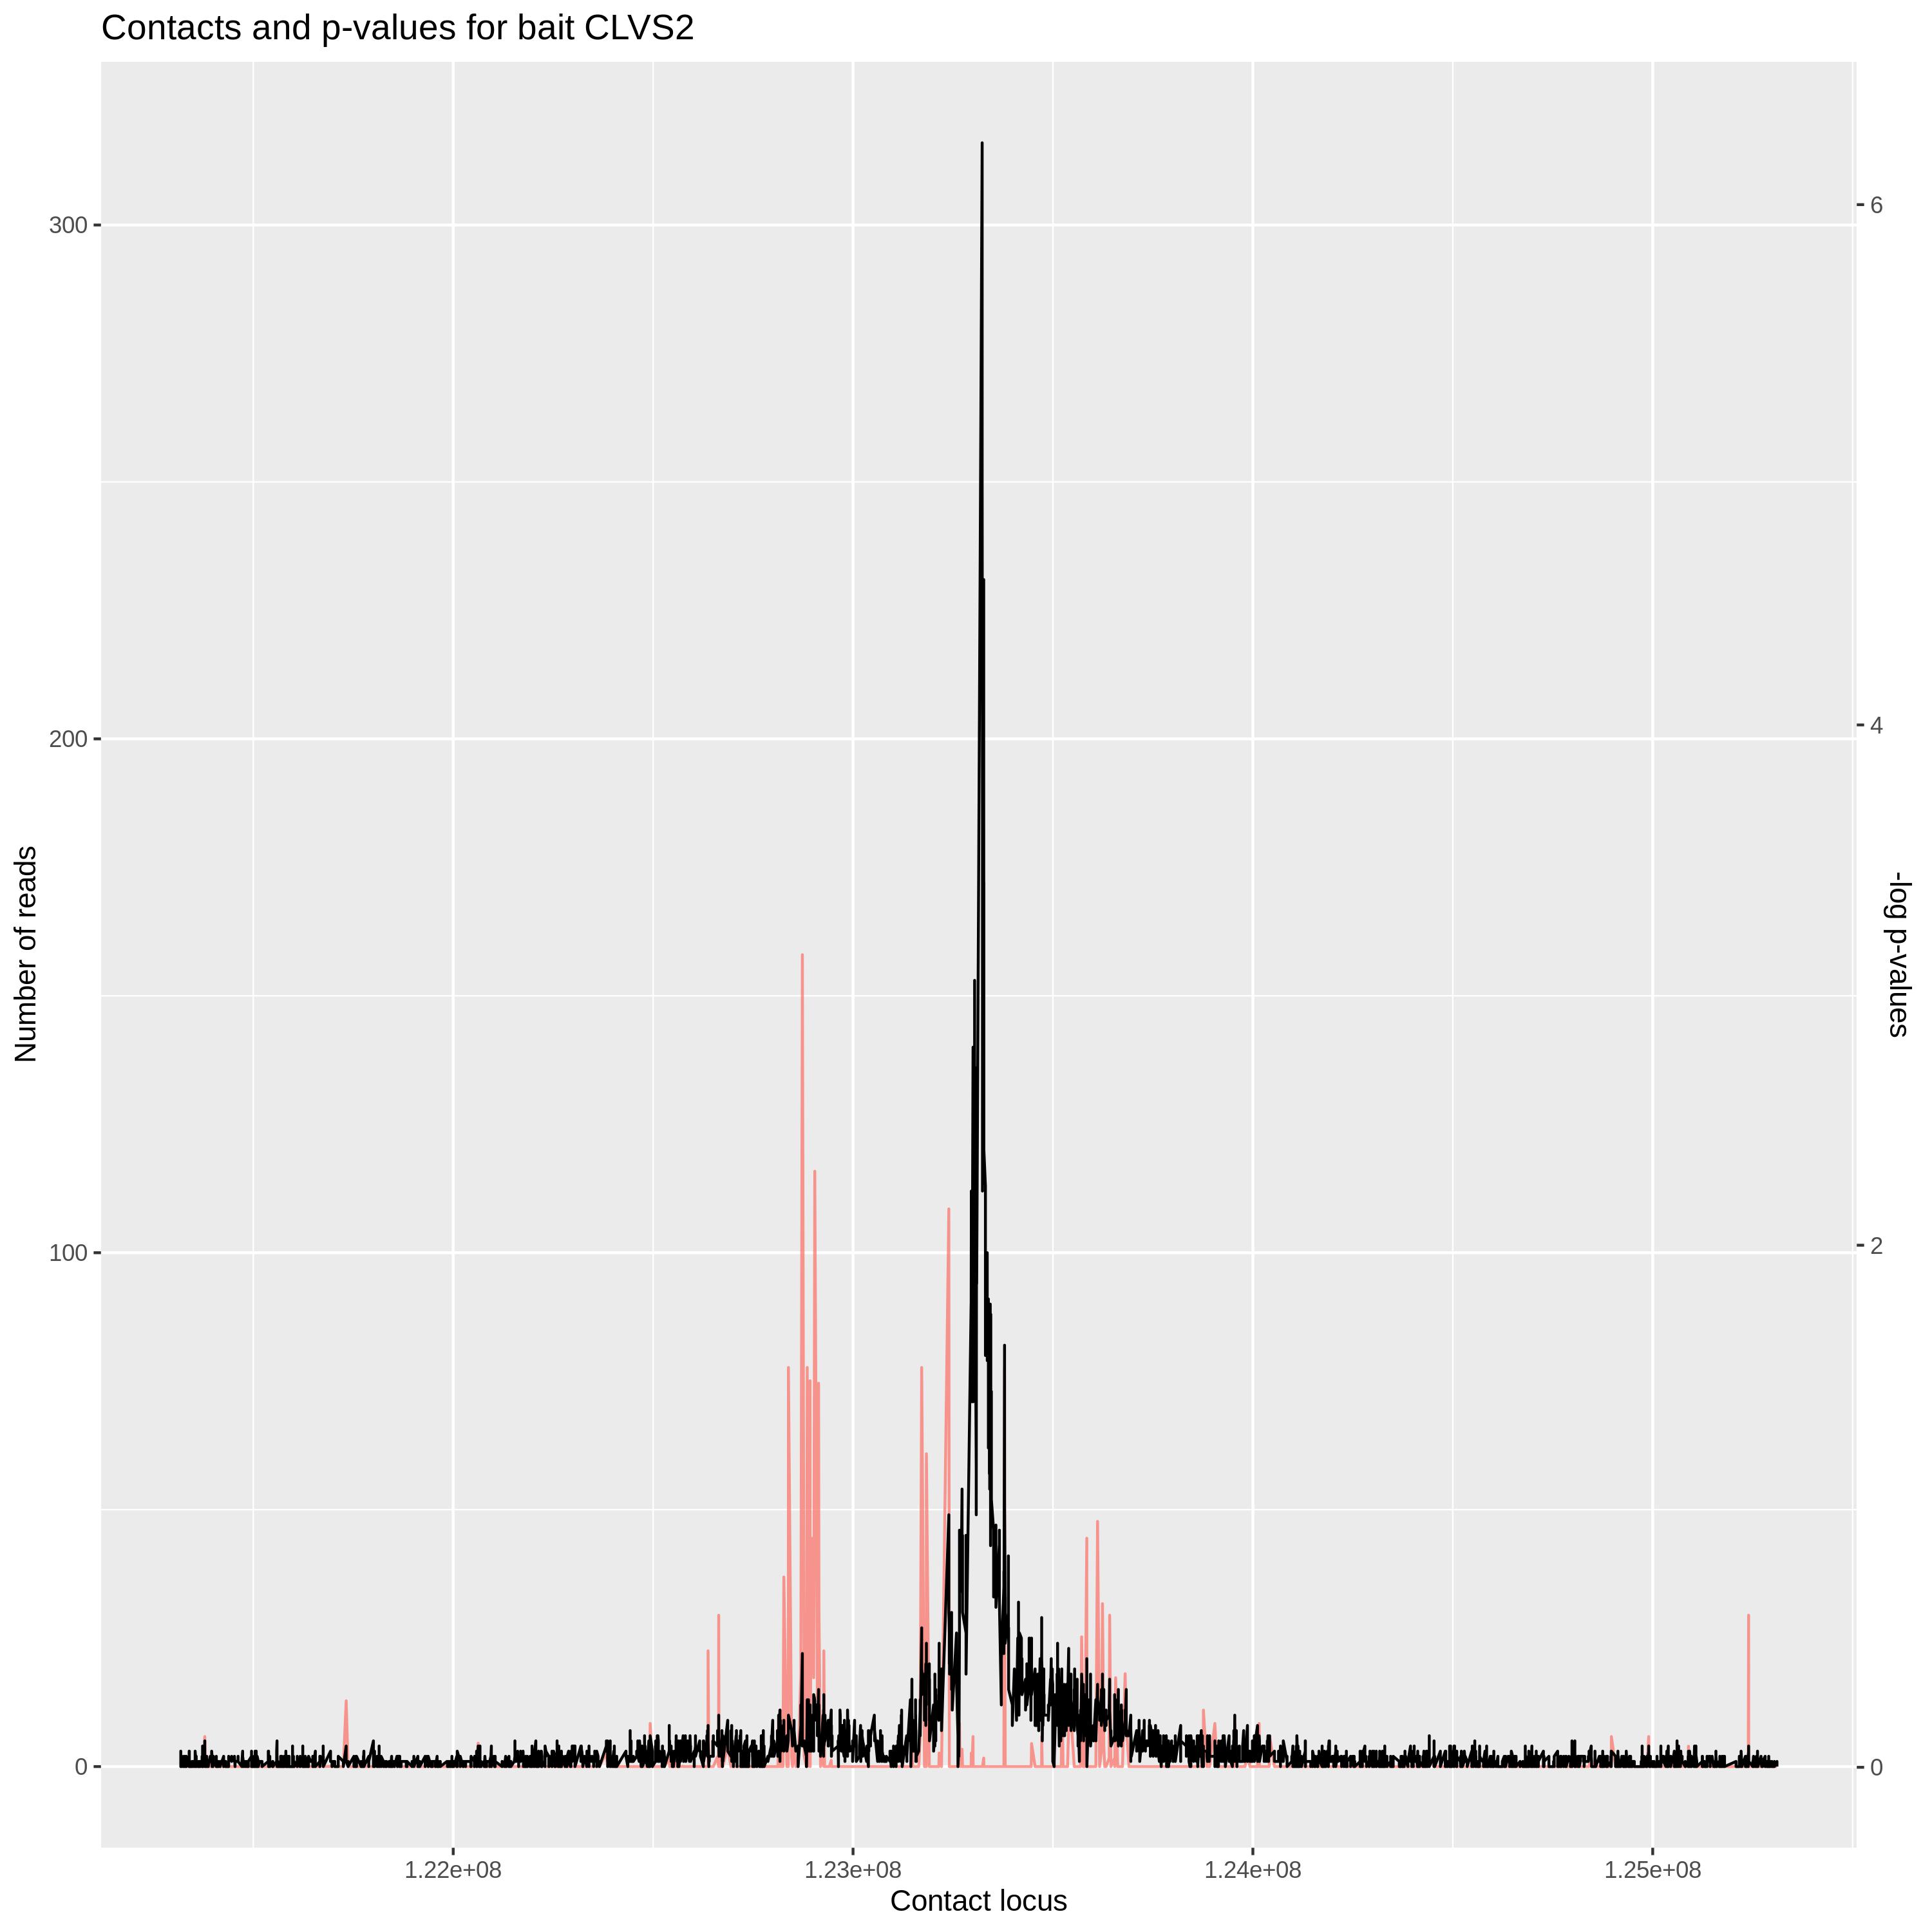 Contacts and p-values for bait CLVS2
300
200
100
0
6
4
2
0
Number of reads
-log p-values
1.22e+08
1.23e+08
1.24e+08
1.25e+08
Contact locus